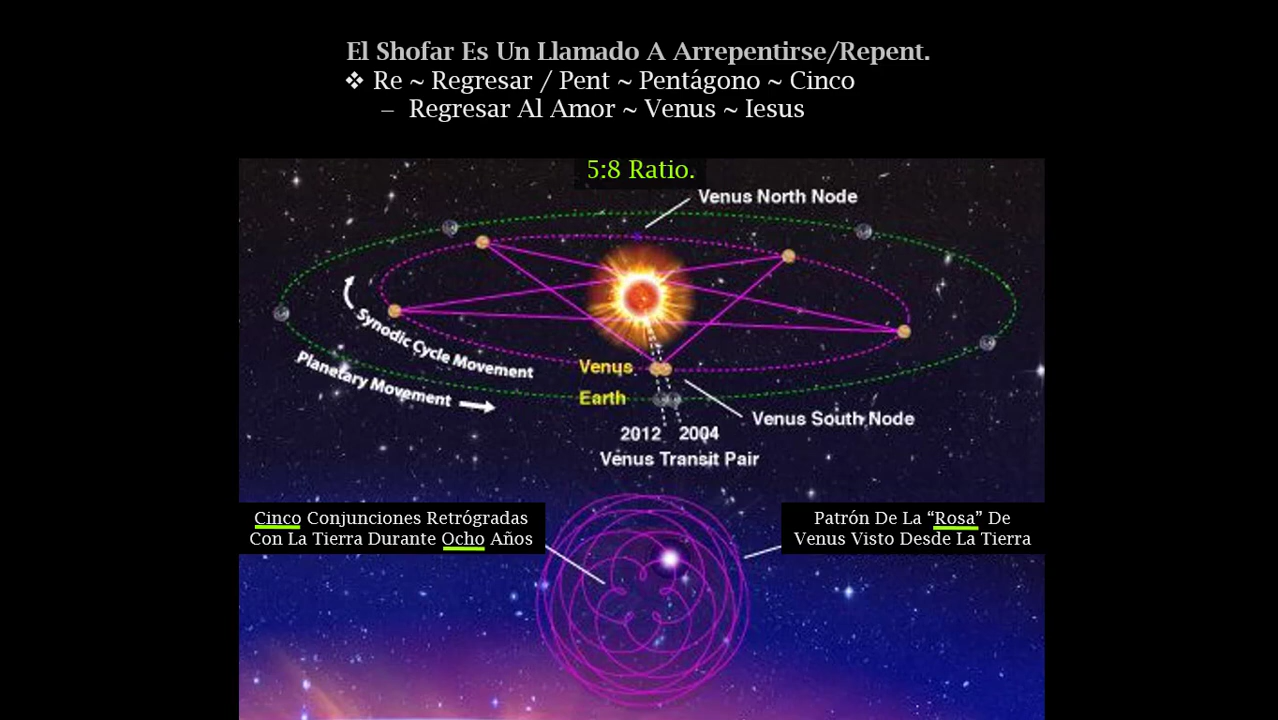 El Shofar Es Un Llamado A Arrepentirse/Repent.
❖ Re ~ Regresar / Pent ~ Pentágono ~ Cinco
– Regresar Al Amor ~ Venus ~ Iesus
5:8 Ratio.
Venus North Node
Synodic Cycle Movement
Planetary Movement
Venus
Earth
Venus South Node
2012 2004
Venus Transit Pair
Cinco Conjunciones Retrógradas
Con La Tierra Durante Ocho Años
Patrón De La “Rosa” De
Venus Visto Desde La Tierra